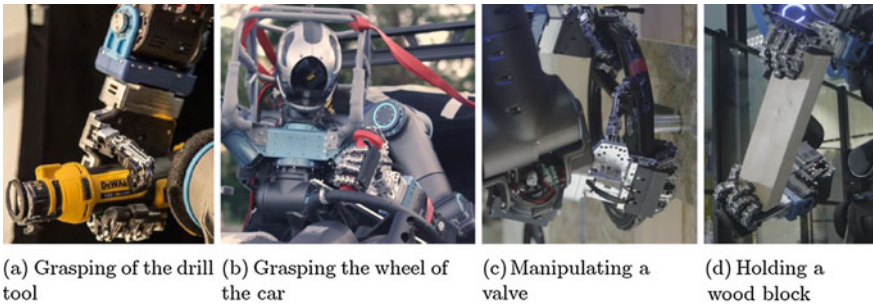 DEWALT
(a) Grasping of the drill
tool
(b) Grasping the wheel of
the car
(c) Manipulating a
valve
(d) Holding a
wood block